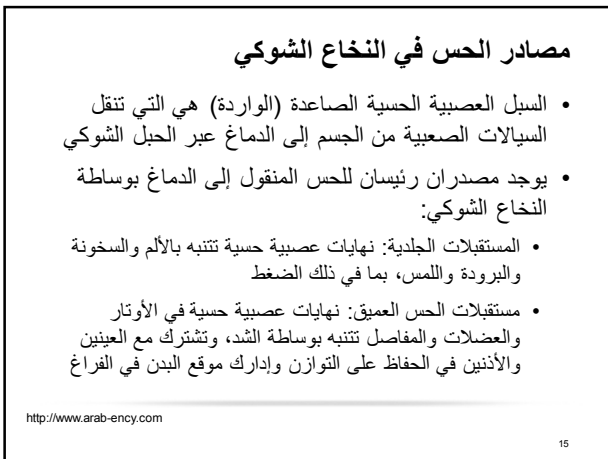 مصادر الحس في النخاع الشوكي
• السبل العصبية الحسية الصاعدة (الواردة) هي التي تنقل
السيالات الصعبية من الجسم إلى الدماغ عبر الحبل الشوكي
• يوجد مصدران رئيسان للحس المنقول إلى الدماغ بوساطة
النخاع الشوكي:
• المستقبلات الجلدية: نهايات عصبية حسية تتنبه بالألم والسخونة
والبرودة واللمس، بما في ذلك الضغط
• مستقبلات الحس العميق: نهايات عصبية حسية في الأوتار
والعضلات والمفاصل تتنبه بوساطة الشد، وتشترك مع العينين
والأذنين في الحفاظ على التوازن وإدارك موقع البدن في الفراغ
http://www.arab-ency.com
15